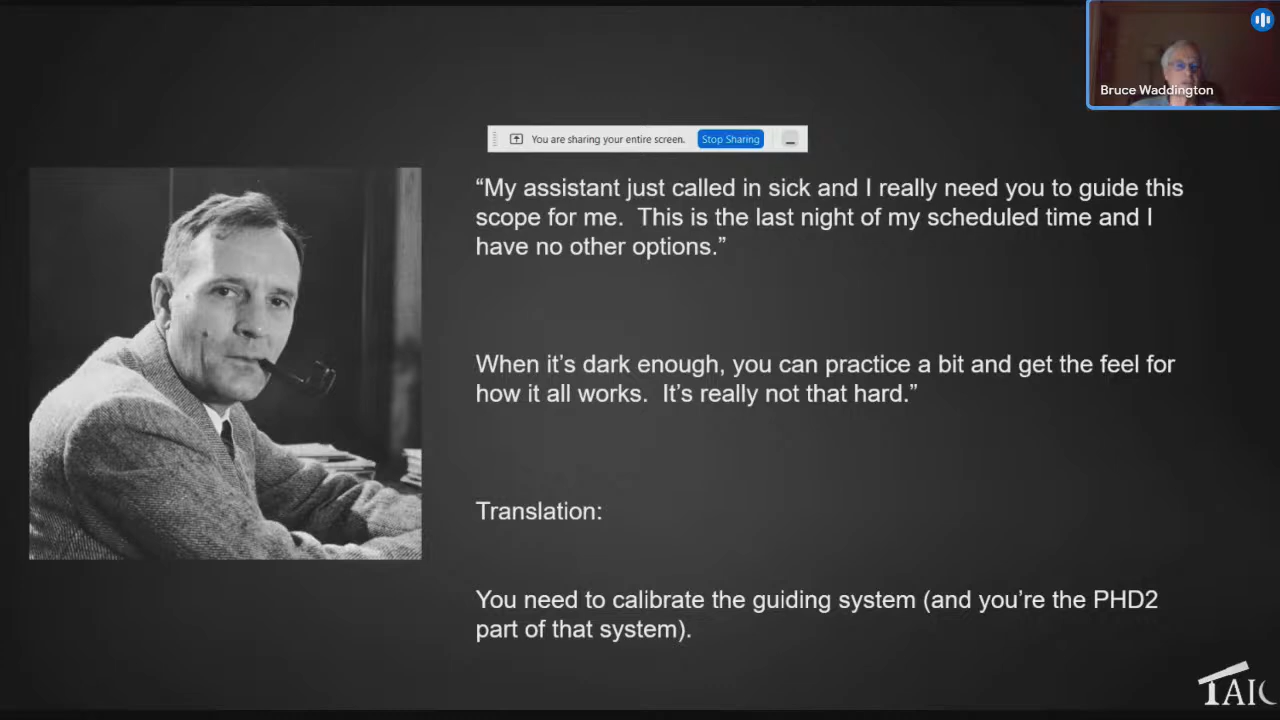 Bruce Waddington
You are sharing your entire screen. Stop Sharing
“My assistant just called in sick and I really need you to guide this
scope for me.  This is the last night of my scheduled time and I
have no other options.”
When it’s dark enough, you can practice a bit and get the feel for
how it all works.  It’s really not that hard.”
Translation:
You need to calibrate the guiding system (and you’re the PHD2
part of that system).
TAIC